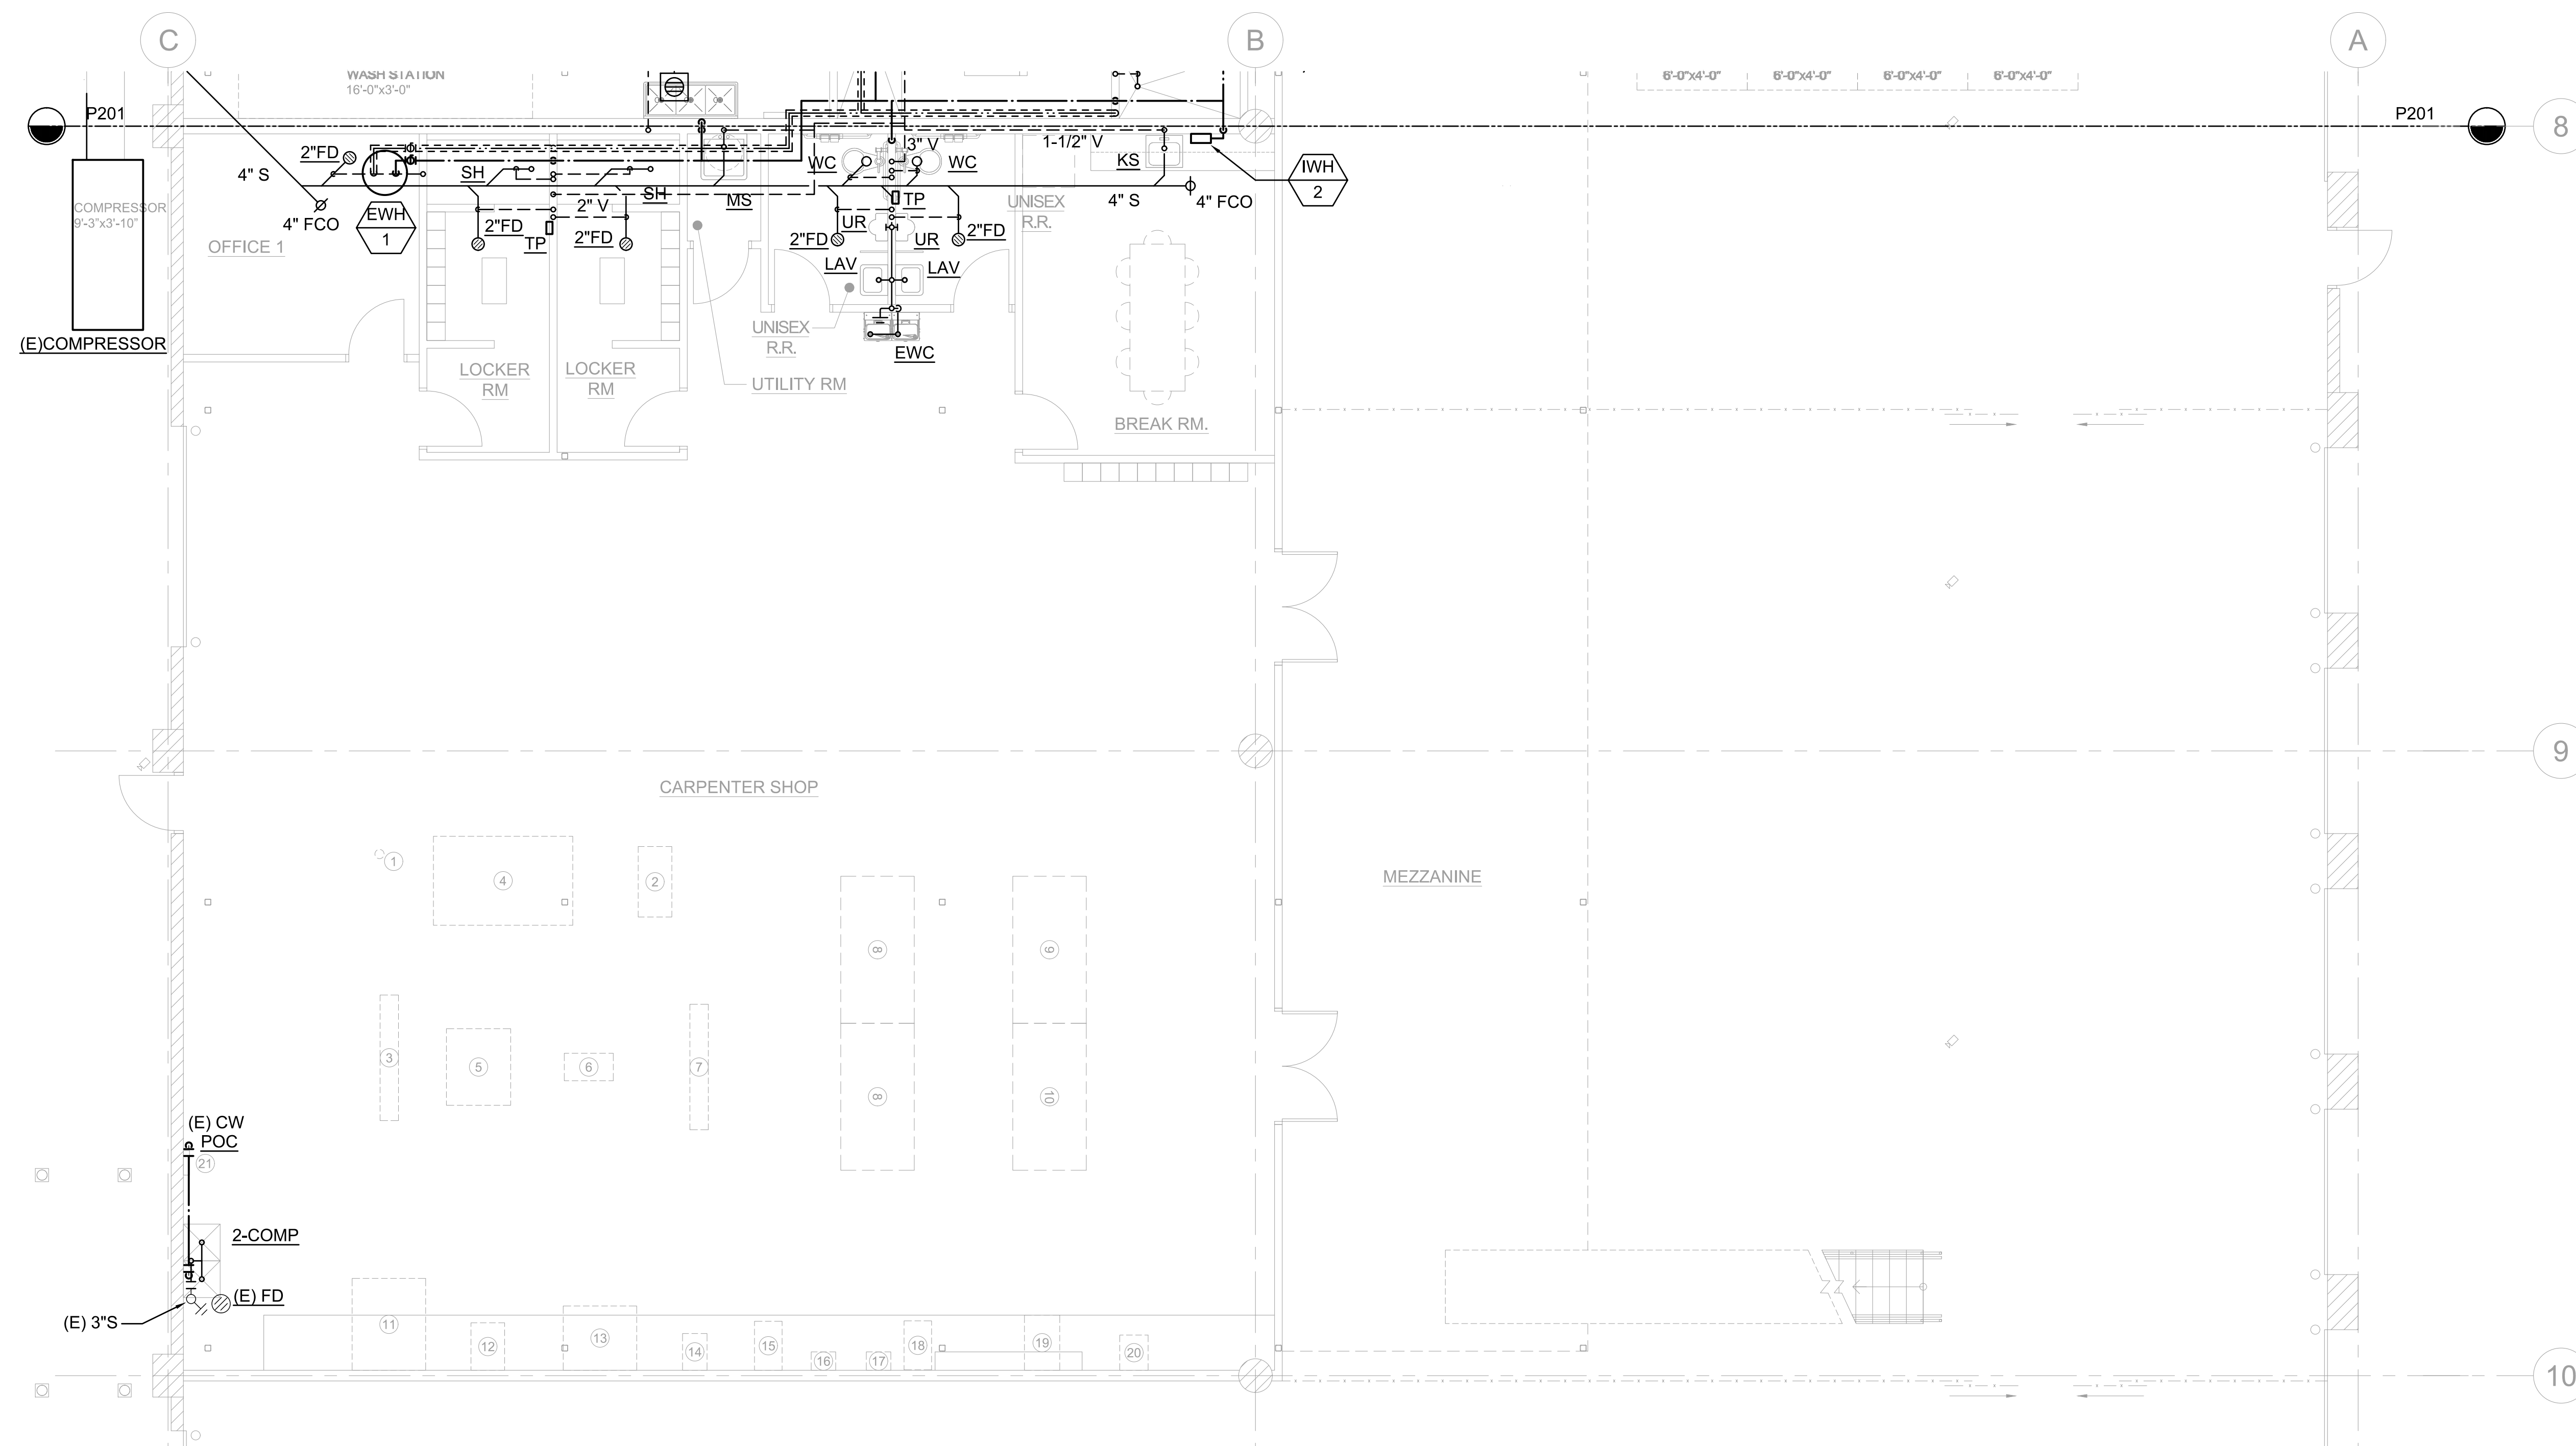 C
B
A
WASH STATION
16'-0"x3'-0"
6'-0"x4'-0"
6'-0"x4'-0"
6'-0"x4'-0"
6'-0"x4'-0"
P201
P201
8
2"FD
4" S
SH
SH
MS
WC
3" V
WC
1-1/2" V
KS
IWH
2
COMPRESSOR
9'-3"x3'-10"
4" FCO
EWH
1
2"FD
TP
2" V
2"FD
TP
UR
UR
2"FD
2"FD
4" S
4" FCO
UNISEX
R.R.
OFFICE 1
LAV
LAV
(E)COMPRESSOR
UNISEX
R.R.
EWC
LOCKER
RM
LOCKER
RM
UTILITY RM
BREAK RM.
9
CARPENTER SHOP
MEZZANINE
1
4
2
8
9
3
5
6
7
8
10
(E) CW
POC
21
2-COMP
(E) FD
(E) 3"S
11
12
13
14
15
16
17
18
19
20
10